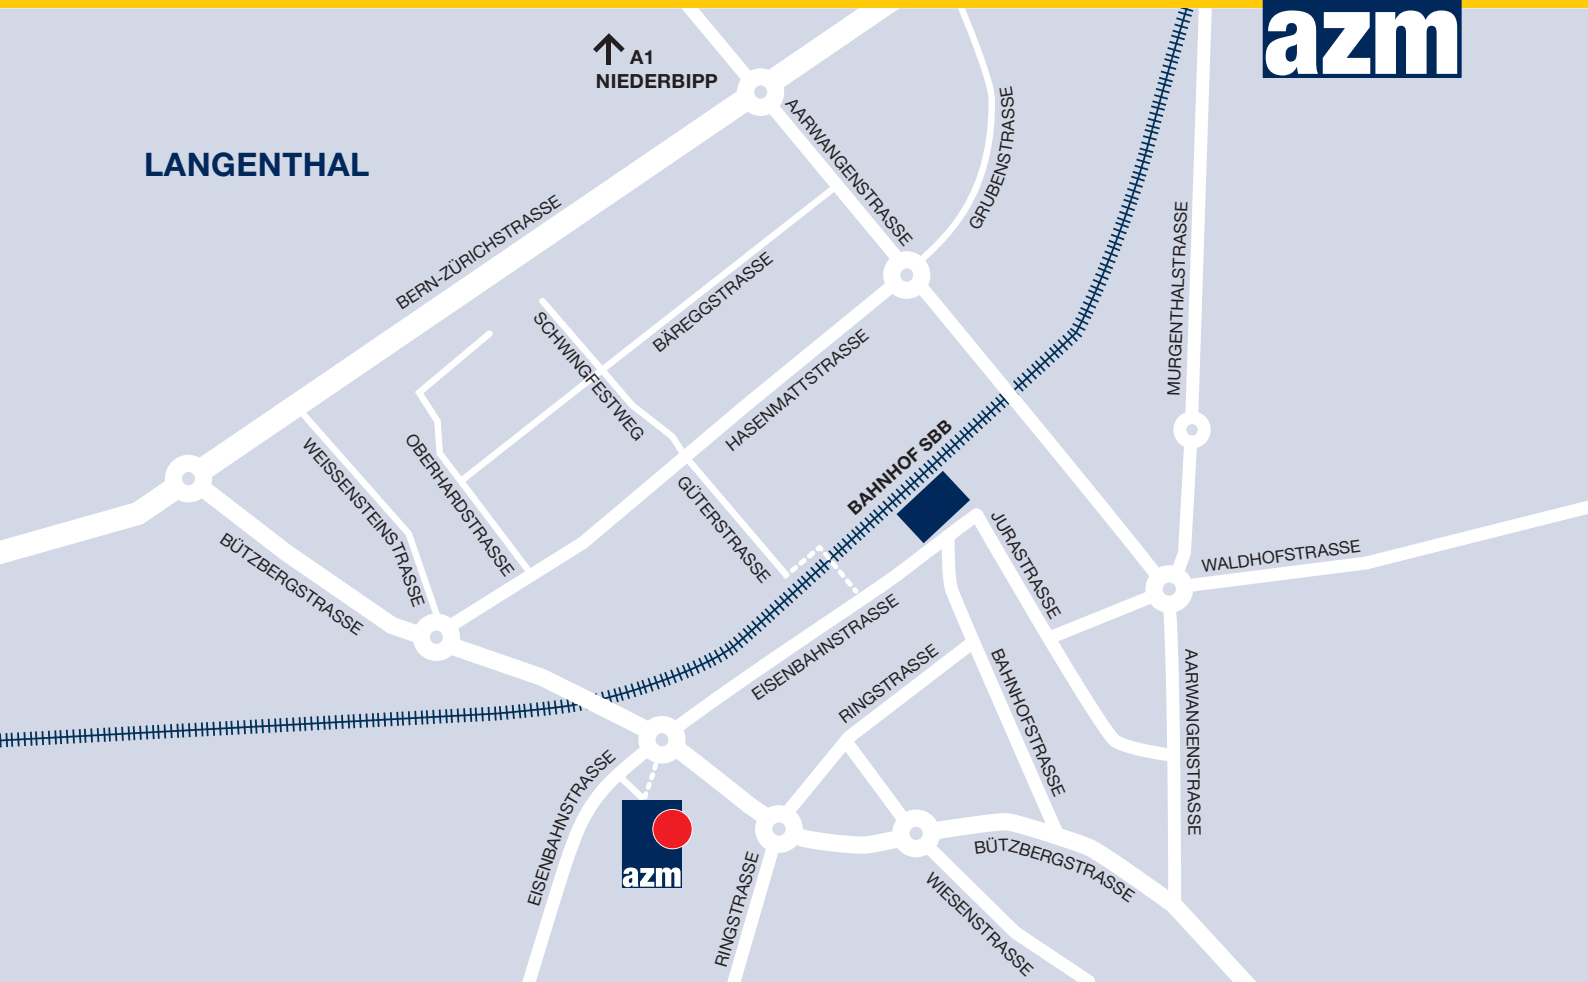 azm
A1
NIEDERBIPP
LANGENTHAL
AARWANGENSTRASSE
GRUBENSTRASSE
BERN-ZÜRICHSTRASSE
MURGENTHALSTRASSE
BÄREGGSTRASSE
SCHWINGFESTWEG
HASENMATTSTRASSE
BAHNHOF SBB
WEISSENSTEINSTRASSE
OBERHARDSTRASSE
GÜTERSTRASSE
JURASTRASSE
WALDHOFSTRASSE
BÜTZBERGSTRASSE
EISENBAHNSTRASSE
RINGSTRASSE
BAHNHOFSTRASSE
AARWANGENSTRASSE
EISENBAHNSTRASSE
azm
RINGSTRASSE
BÜTZBERGSTRASSE
WIESENSTRASSE